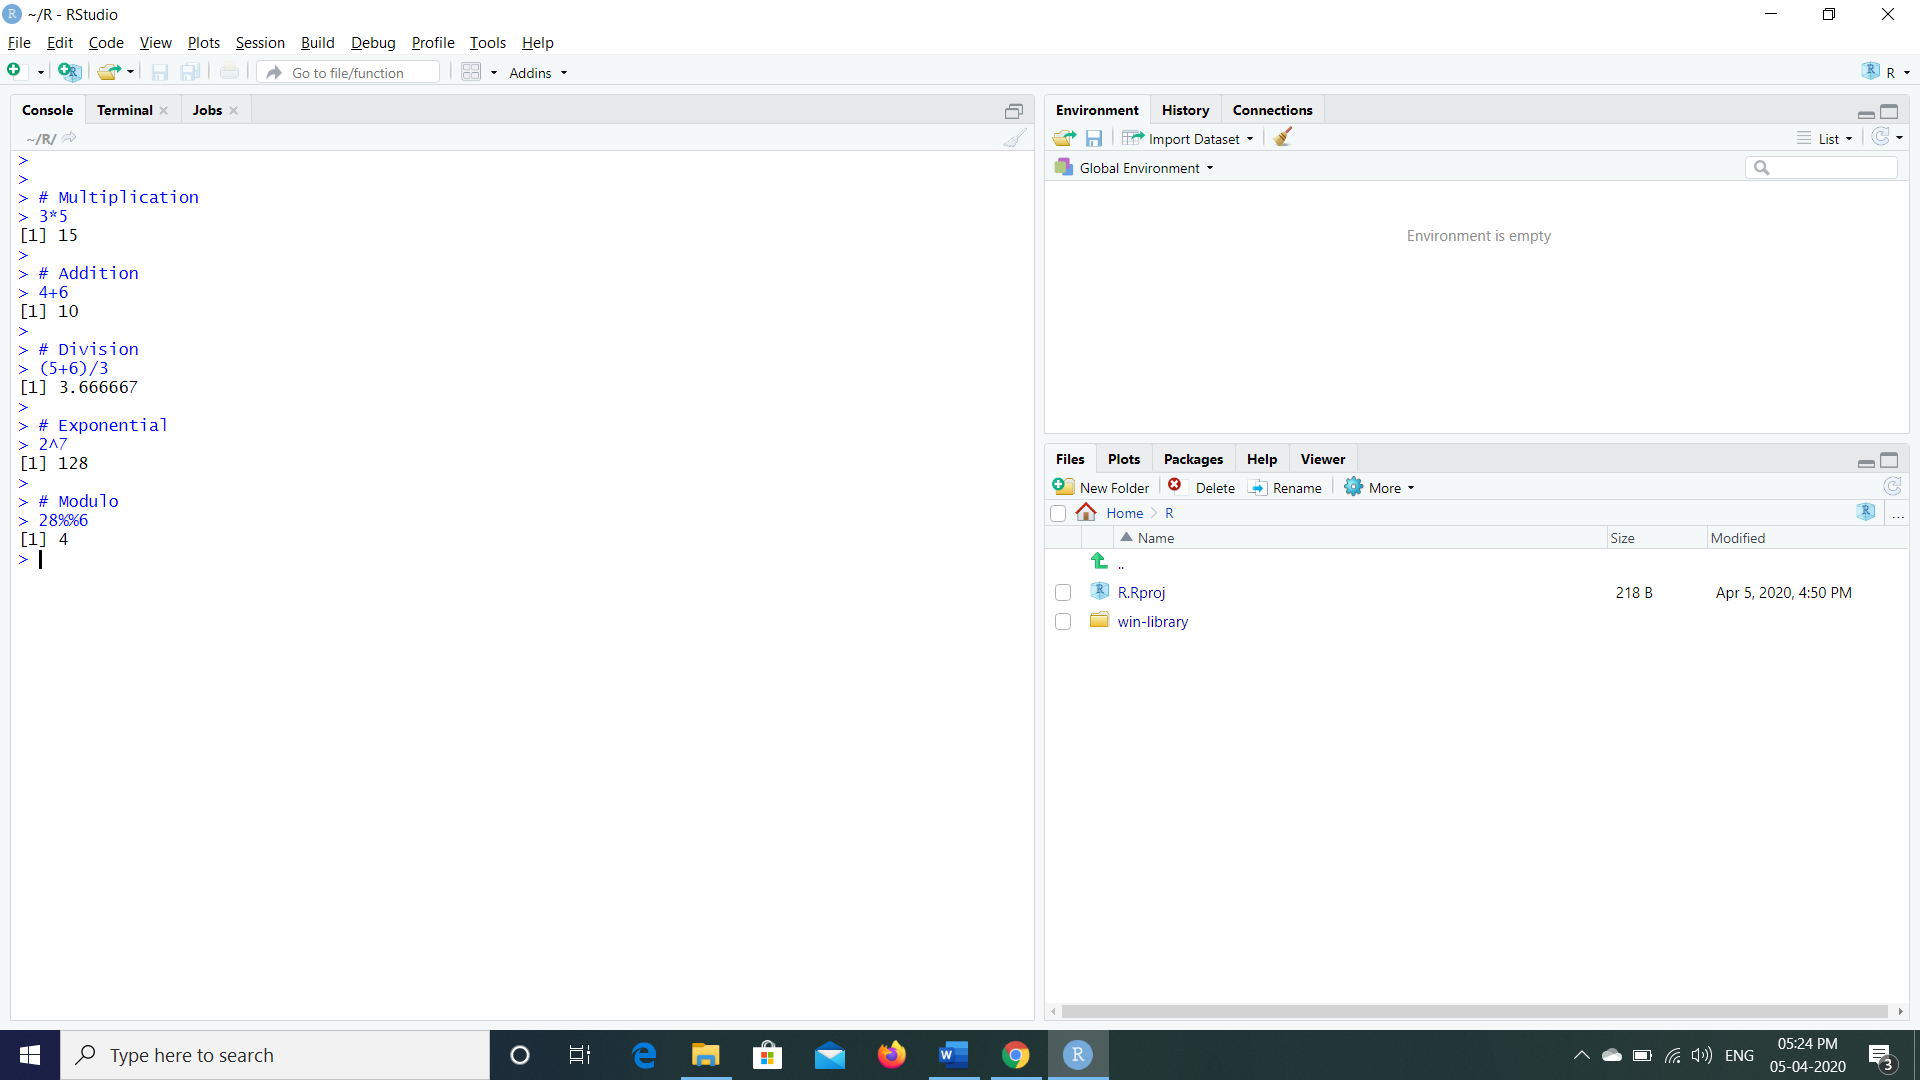 ~/R - RStudio
File Edit Code View Plots Session Build Debug Profile Tools Help
Go to file/function Addins R
Console Terminal Jobs
~/R/
>
>
> # Multiplication
> 3*5
[1] 15
>
> # Addition
> 4+6
[1] 10
>
> # Division
> (5+6)/3
[1] 3.666667
>
> # Exponential
> 2^7
[1] 128
>
> # Modulo
> 28%%6
[1] 4
>
Environment History Connections
Import Dataset List
Global Environment
Environment is empty
Files Plots Packages Help Viewer
New Folder Delete Rename More
Home R ...
Name Size Modified
..
R.Rproj 218 B Apr 5, 2020, 4:50 PM
win-library
Type here to search
ENG
05:24 PM
05-04-2020
3